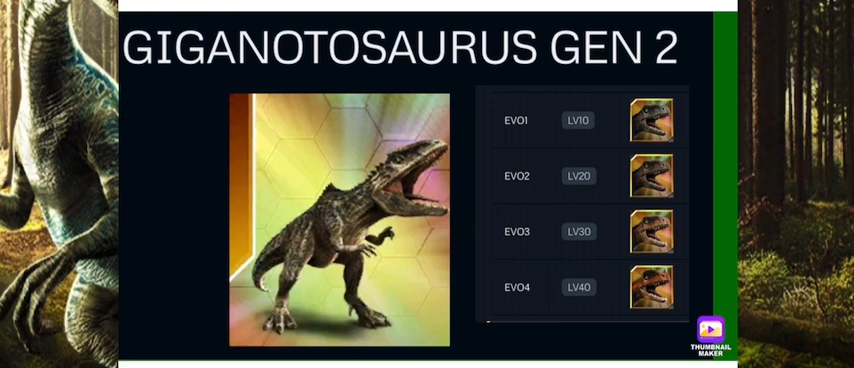 GIGANOTOSAURUS GEN 2
EVO1 LV10
EVO2 LV20
EVO3 LV30
EVO4 LV40
THUMBNAIL
MAKER